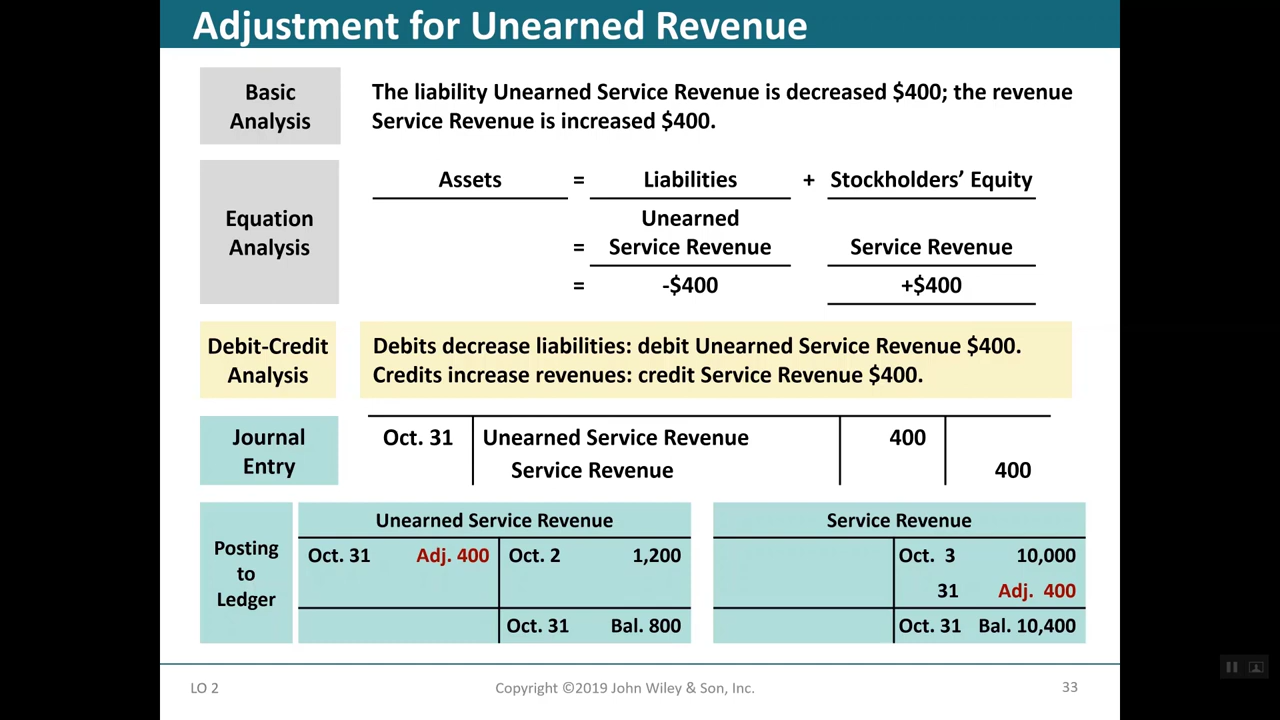 Adjustment for Unearned Revenue
Basic
Analysis
The liability Unearned Service Revenue is decreased $400; the revenue
Service Revenue is increased $400.
Equation
Analysis
Assets = Liabilities + Stockholders’ Equity
Unearned
= Service Revenue Service Revenue
= -$400 +$400
Debit-Credit
Analysis
Debits decrease liabilities: debit Unearned Service Revenue $400.
Credits increase revenues: credit Service Revenue $400.
Journal
Entry
Oct. 31 Unearned Service Revenue 400
Service Revenue 400
Posting
to
Ledger
Unearned Service Revenue
Oct. 31 Adj. 400 Oct. 2 1,200
Oct. 31 Bal. 800
Service Revenue
Oct. 3 10,000
31 Adj. 400
Oct. 31 Bal. 10,400
LO 2
Copyright ©2019 John Wiley & Son, Inc.
33